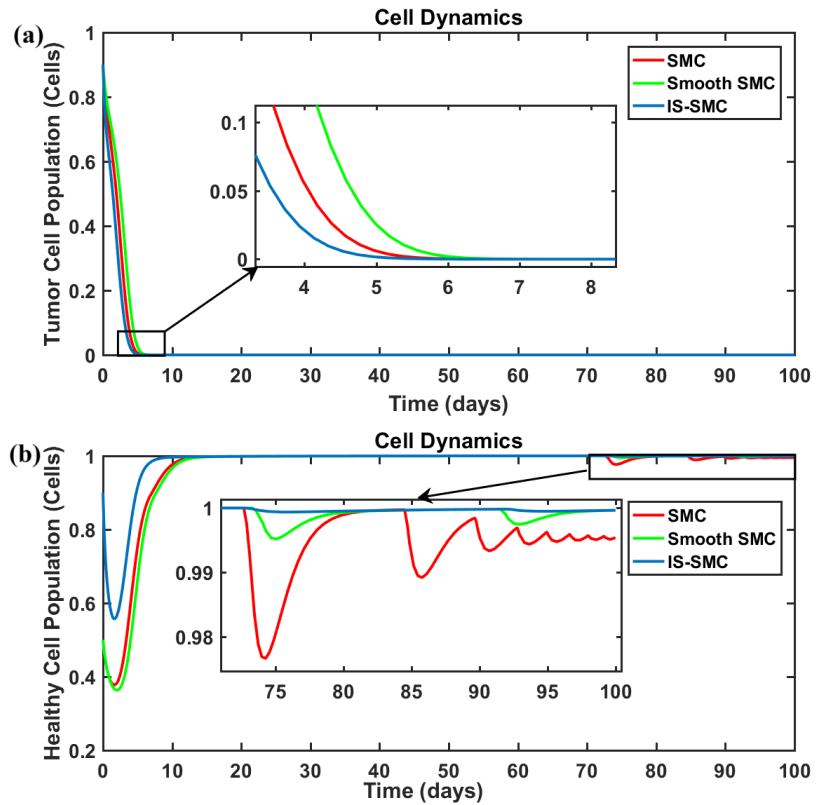 (a)
Cell Dynamics
Tumor Cell Population (Cells)
1
0.8
0.6
0.4
0.2
0
SMC
Smooth SMC
IS-SMC
0.1
0.05
0
4 5 6 7 8
0 10 20 30 40 50 60 70 80 90 100
Time (days)
(b)
Cell Dynamics
Healthy Cell Population (Cells)
1
0.8
0.6
0.4
0.2
1
0.99
0.98
75 80 85 90 95 100
SMC
Smooth SMC
IS-SMC
0 10 20 30 40 50 60 70 80 90 100
Time (days)